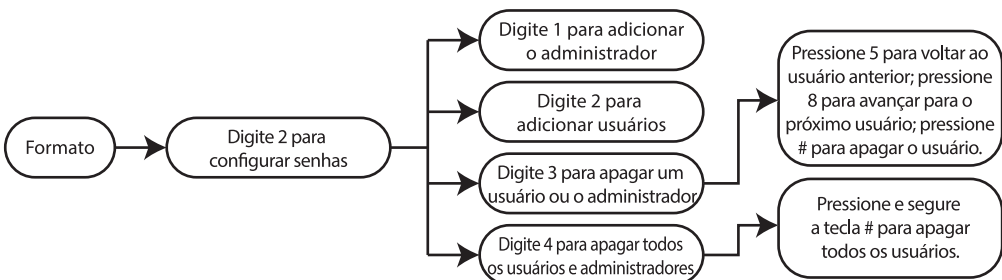 Formato
Digite 2 para
configurar senhas
Digite 1 para adicionar
o administrador
Digite 2 para
adicionar usuários
Digite 3 para apagar um
usuário ou o administrador
Digite 4 para apagar todos
os usuários e administradores
Pressione 5 para voltar ao
usuário anterior; pressione
8 para avançar para o
próximo usuário; pressione
# para apagar o usuário.
Pressione e segure
a tecla # para apagar
todos os usuários.